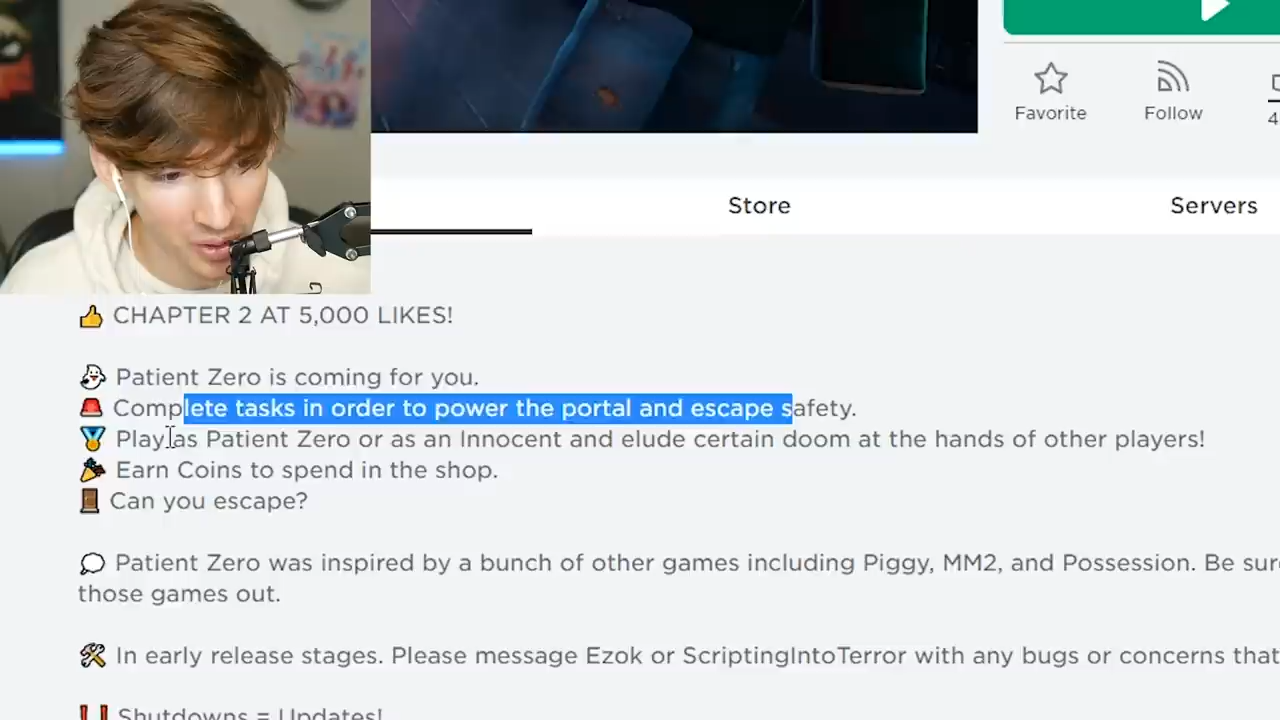 Favorite
Follow
4
Store
Servers
👍 CHAPTER 2 AT 5,000 LIKES!
👻 Patient Zero is coming for you.
🚨 Complete tasks in order to power the portal and escape safety.
🏅 Play as Patient Zero or as an Innocent and elude certain doom at the hands of other players!
🎉 Earn Coins to spend in the shop.
🚪 Can you escape?
💭 Patient Zero was inspired by a bunch of other games including Piggy, MM2, and Possession. Be sure
those games out.
🛠 In early release stages. Please message Ezok or ScriptingIntoTerror with any bugs or concerns that
‼ Shutdowns = Updates!